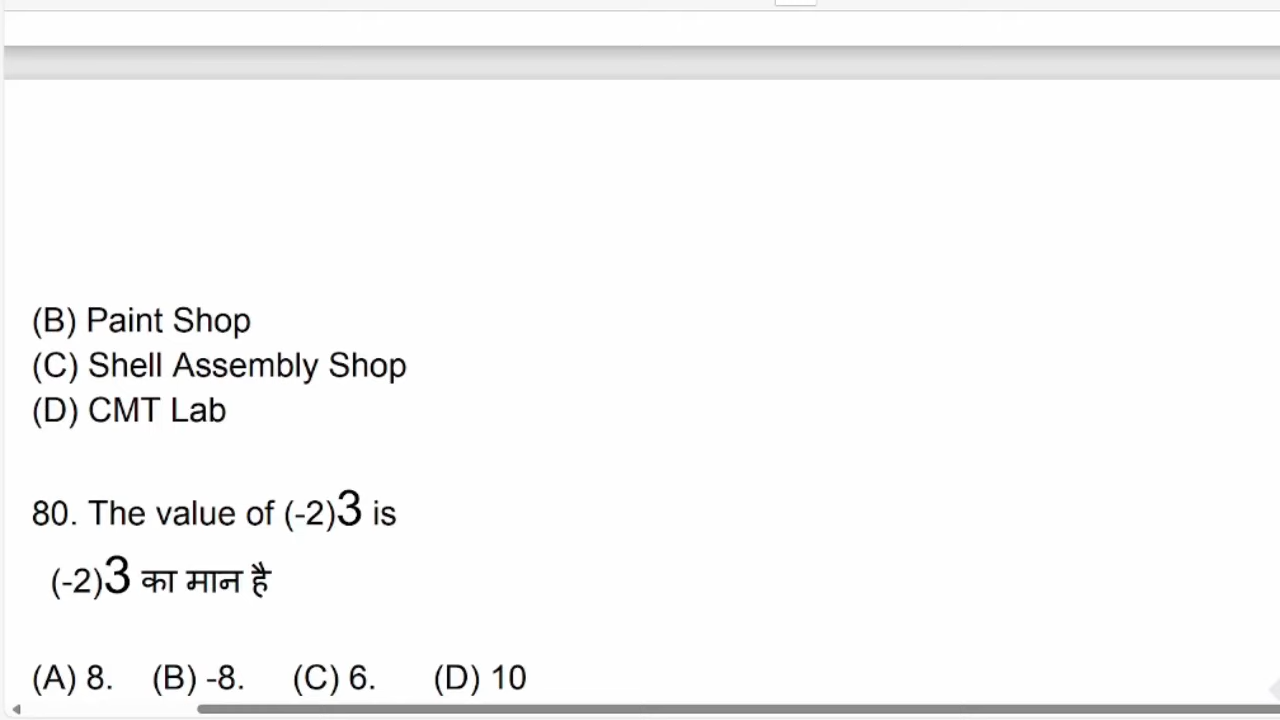 (B) Paint Shop
(C) Shell Assembly Shop
(D) CMT Lab
80. The value of (-2)3 is
(-2)3 का मान है
(A) 8. (B) -8. (C) 6. (D) 10